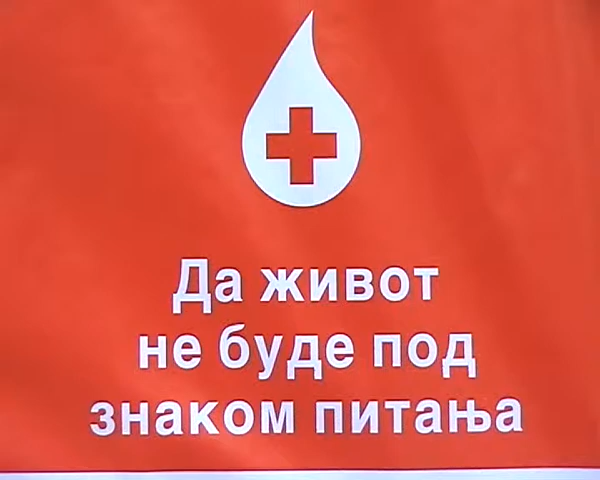 Да живот
не буде под
знаком питања